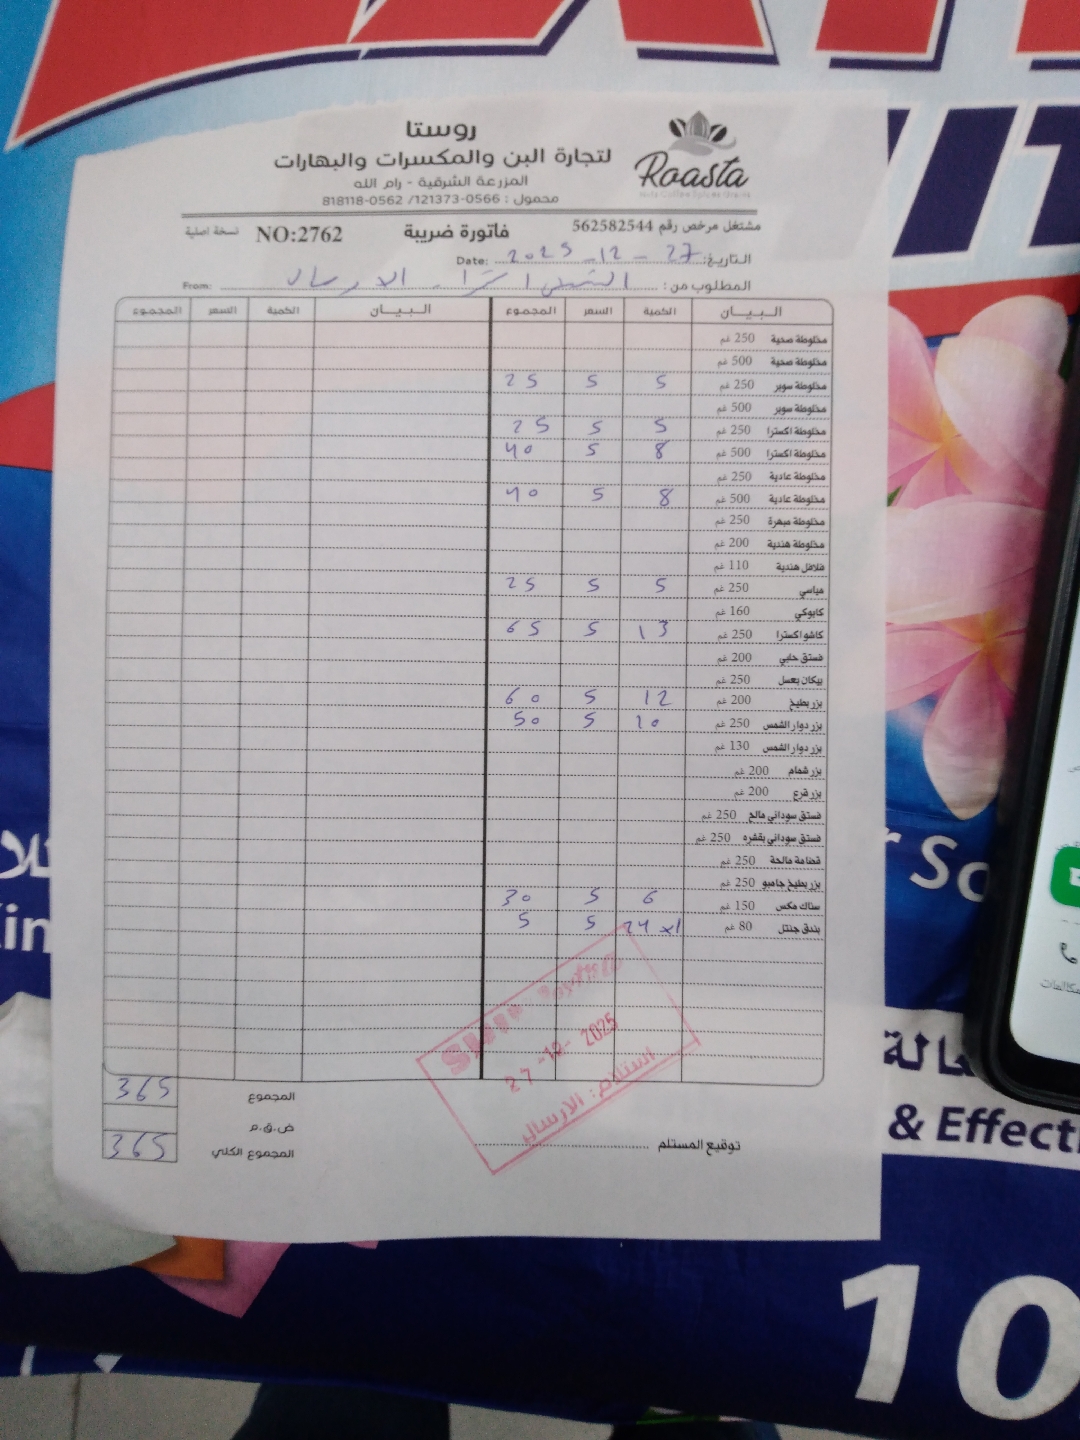 روستا
لتجارة البن والمكسرات والبهارات
المزرعة الشرقية - رام الله
محمول : 0566-121373/ 0562-818118
Roasta
مشتغل مرخص رقم 562582544
فاتورة ضريبة
NO:2762
نسخة اصلية
التاريخ: 27 - 12 - 2025 Date:
المطلوب من : الارسال From:
البيان الكمية السعر المجموع البيان الكمية السعر المجموع
مخلوطة صحية 250 غم
مخلوطة صحية 500 غم
مخلوطة سوبر 250 غم 5 5 25
مخلوطة سوبر 500 غم
مخلوطة اكسترا 250 غم 5 5 25
مخلوطة اكسترا 500 غم 8 5 40
مخلوطة عادية 250 غم
مخلوطة عادية 500 غم 8 5 40
مخلوطة مبهرة 250 غم
مخلوطة هندية 200 غم
فلافل هندية 110 غم
مياسي 250 غم 5 5 25
كابوكي 160 غم
كاشو اكسترا 250 غم 13 5 65
فستق حلبي 200 غم
بيكان بعسل 250 غم
بزر بطيخ 200 غم 12 5 60
بزر دوار الشمس 250 غم 10 5 50
بزر دوار الشمس 130 غم
بزر شمام 200 غم
بزر قرع 200 غم
فستق سوداني مالح 250 غم
فستق سوداني بقشره 250 غم
قضامة مالحة 250 غم
بزر بطيخ جامبو 250 غم
سناك مكس 150 غم 6 5 30
بندق جنتل 80 غم 24x1 5 5
27 -12- 2025
استلام: الارسال
المجموع 365
ض.ق.م
المجموع الكلي 365
توقيع المستلم
& Effecti
10